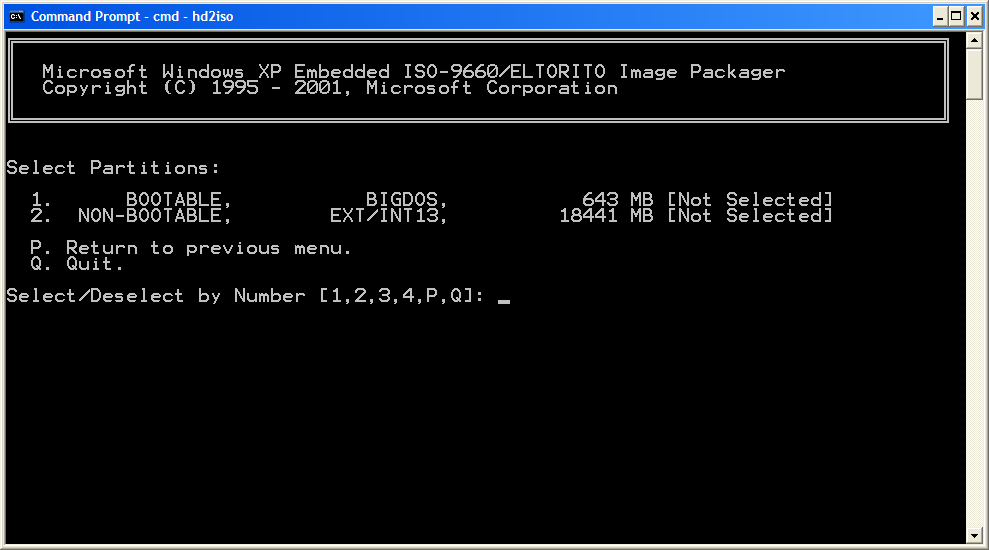 Command Prompt - cmd - hd2iso
Microsoft Windows XP Embedded ISO-9660/ELTORITO Image Packager
Copyright (C) 1995 - 2001, Microsoft Corporation
Select Partitions:
1. BOOTABLE, BIGDOS, 643 MB [Not Selected]
2. NON-BOOTABLE, EXT/INT13, 18441 MB [Not Selected]
P. Return to previous menu.
Q. Quit.
Select/Deselect by Number [1,2,3,4,P,Q]: _